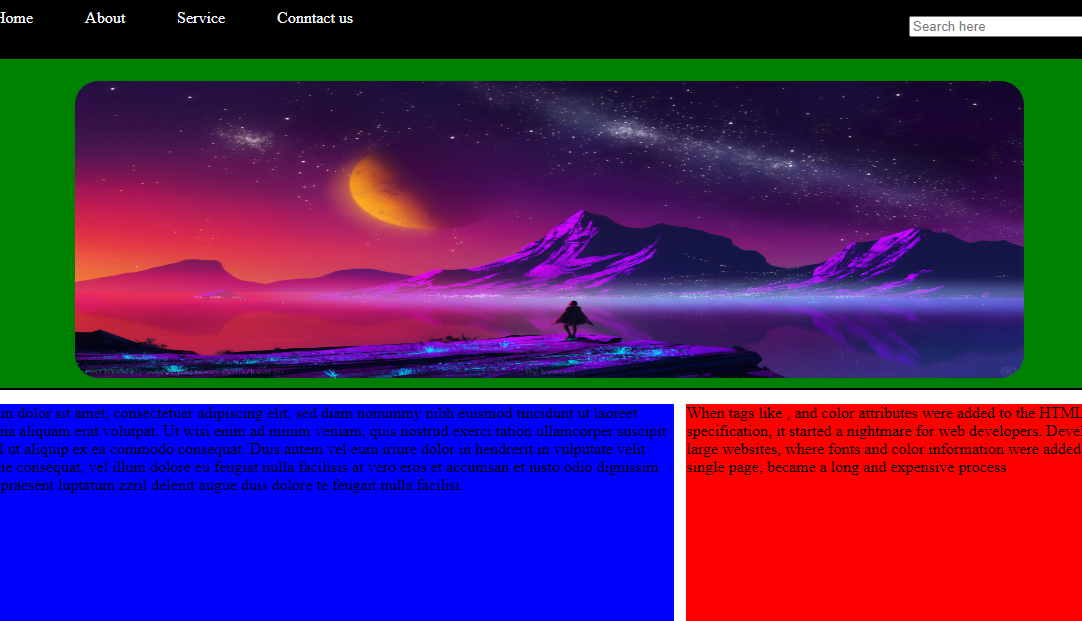 Home About Service Conntact us
Search here
dolor sit amet, consectetuer adipiscing elit, sed diam nonummy nibh euismod tincidunt ut laoreet
aliquam erat volutpat. Ut wisi enim ad minim veniam, quis nostrud exerci tation ullamcorper suscipit
ut aliquip ex ea commodo consequat. Duis autem vel eum iriure dolor in hendrerit in vulputate velit
consequat, vel illum dolore eu feugiat nulla facilisis at vero eros et accumsan et iusto odio dignissim
praesent luptatum zzril delenit augue duis dolore te feugait nulla facilisi.
When tags like , and color attributes were added to the HTML
specification, it started a nightmare for web developers. Devel
large websites, where fonts and color information were added
single page, became a long and expensive process